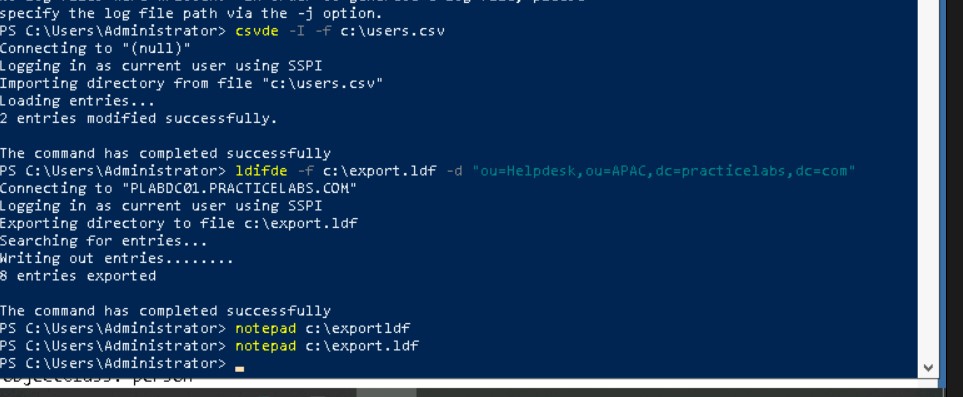 specify the log file path via the -j option.
PS C:\Users\Administrator> csvde -I -f c:\users.csv
Connecting to "(null)"
Logging in as current user using SSPI
Importing directory from file "c:\users.csv"
Loading entries...
2 entries modified successfully.
The command has completed successfully
PS C:\Users\Administrator> ldifde -f c:\export.ldf -d "ou=Helpdesk,ou=APAC,dc=practicelabs,dc=com"
Connecting to "PLABDC01.PRACTICELABS.COM"
Logging in as current user using SSPI
Exporting directory to file c:\export.ldf
Searching for entries...
Writing out entries........
8 entries exported
The command has completed successfully
PS C:\Users\Administrator> notepad c:\exportldf
PS C:\Users\Administrator> notepad c:\export.ldf
PS C:\Users\Administrator>